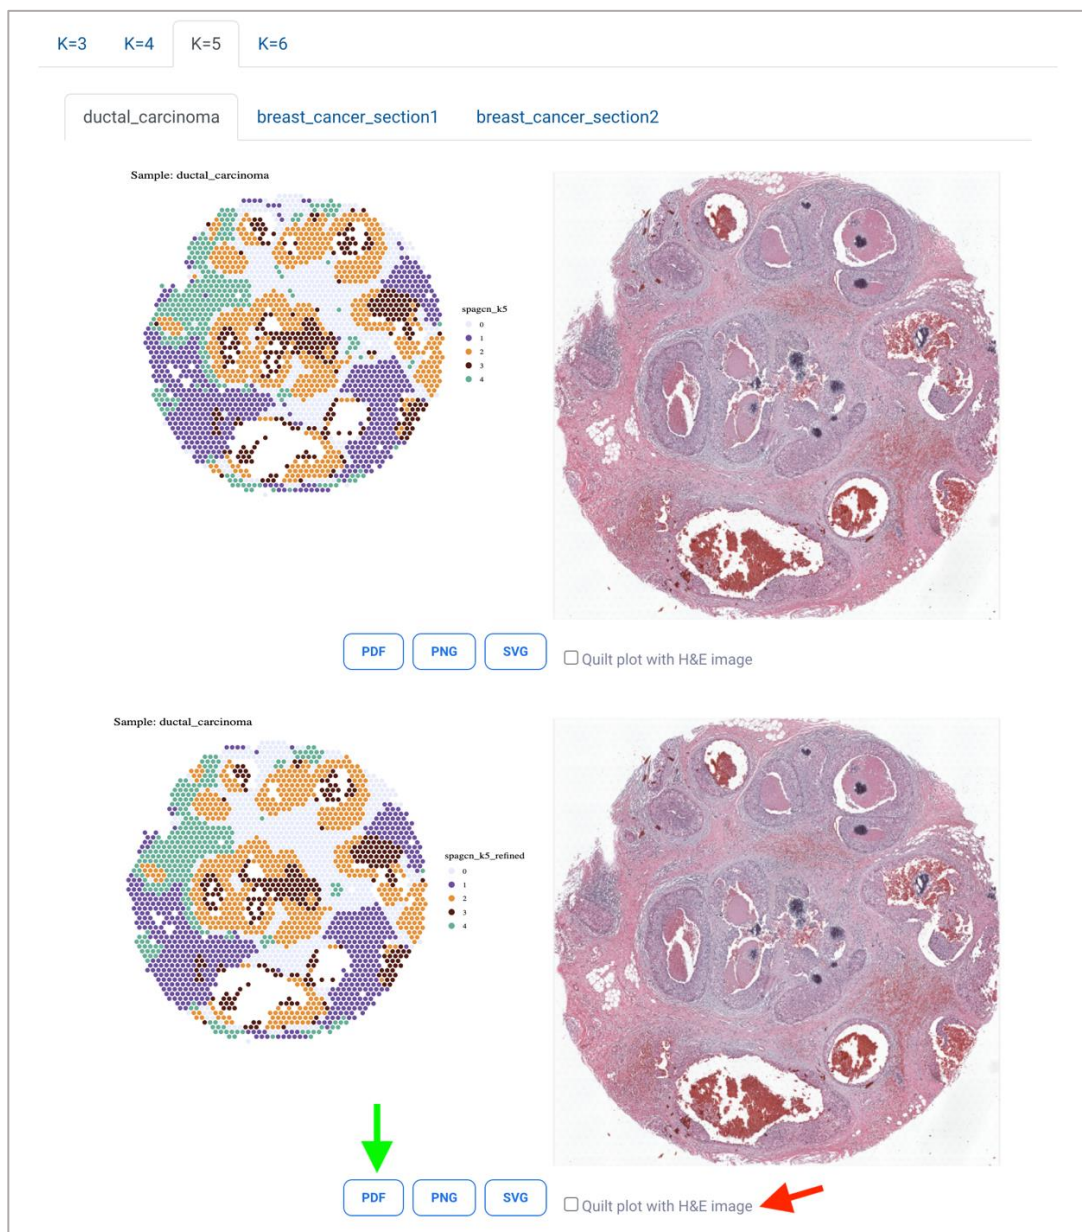 K=3 K=4 K=5 K=6
ductal_carcinoma breast_cancer_section1 breast_cancer_section2
Sample: ductal_carcinoma
spagcn_k5
0
1
2
3
4
PDF PNG SVG Quilt plot with H&E image
Sample: ductal_carcinoma
spagcn_k5_refined
0
1
2
3
4
PDF PNG SVG Quilt plot with H&E image